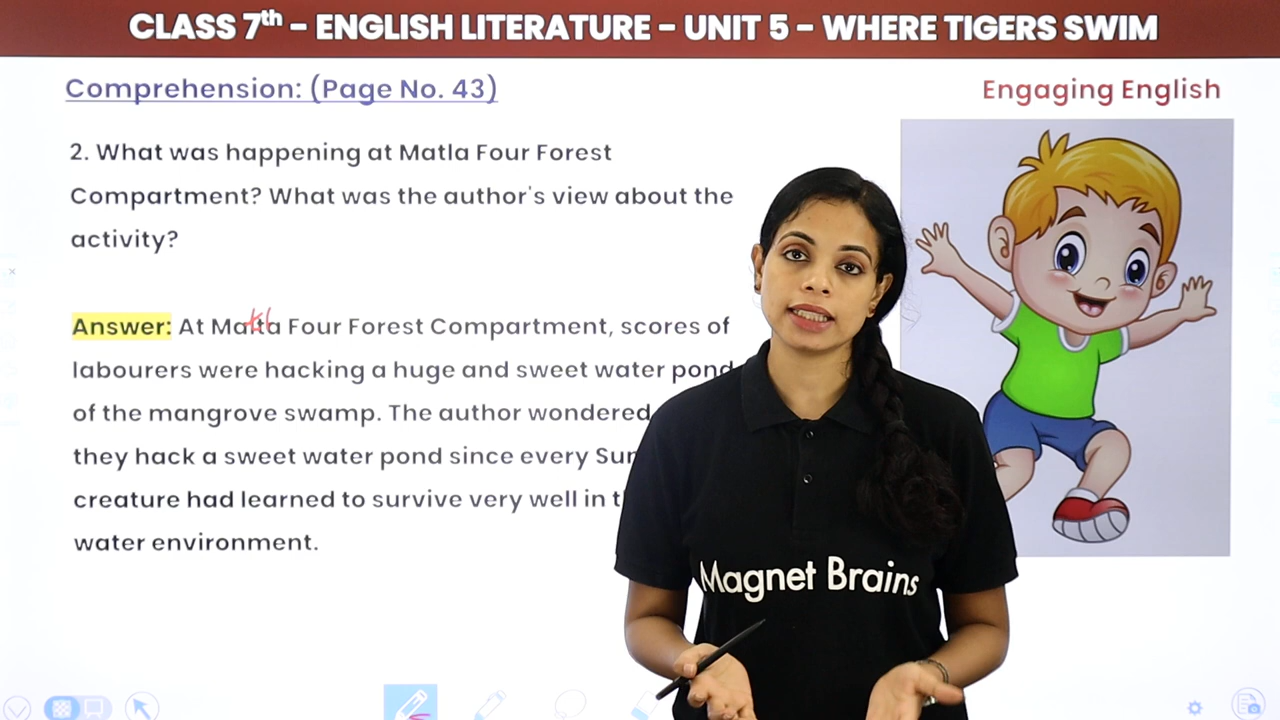 CLASS 7th - ENGLISH LITERATURE - UNIT 5 - WHERE TIGERS SWIM
Comprehension: (Page No. 43)
Engaging English
2. What was happening at Matla Four Forest
Compartment? What was the author's view about the
activity?
Answer: At Matla Four Forest Compartment, scores of
labourers were hacking a huge and sweet water pond
of the mangrove swamp. The author wondered
they hack a sweet water pond since every
creature had learned to survive very well in
water environment.
Magnet Brains